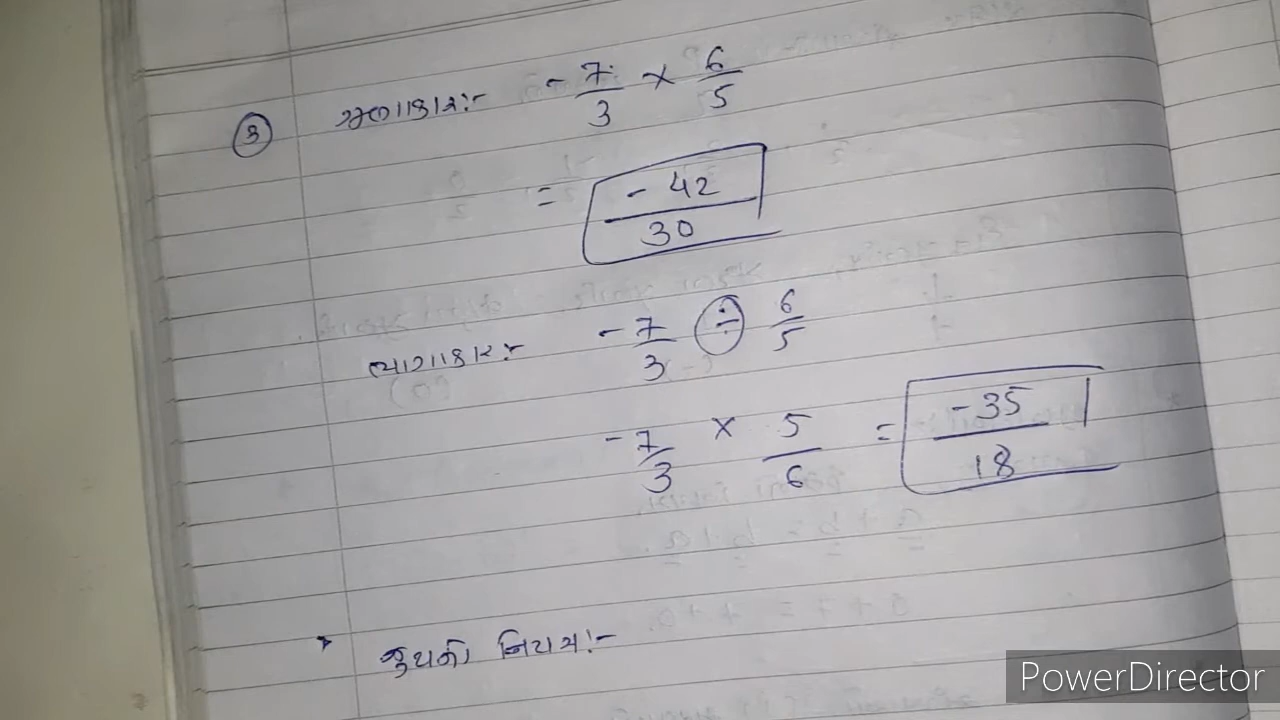 ③ ગુણાકાર:- -7/3 × 6/5
= -42/30
ભાગાકાર:- -7/3 ÷ 6/5
-7/3 × 5/6 = -35/18
જુથનો નિયમ:-
PowerDirector